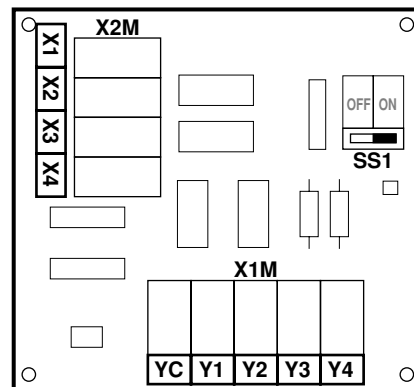 X2M
X1
X2
X3
X4
OFF ON
SS1
X1M
YC Y1 Y2 Y3 Y4